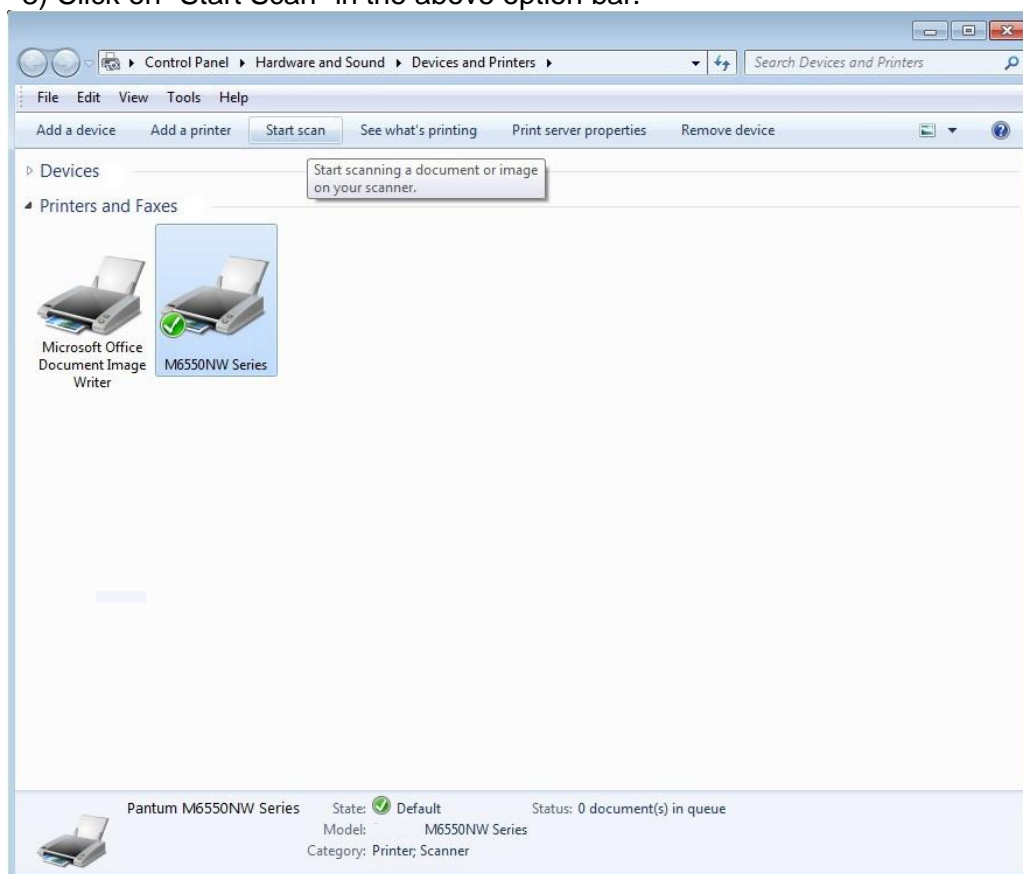 Click on "Start Scan" in the above option bar.
Control Panel Hardware and Sound Devices and Printers Search Devices and Printers
File Edit View Tools Help
Add a device Add a printer Start scan See what's printing Print server properties Remove device
Devices
Start scanning a document or image
on your scanner.
Printers and Faxes
Microsoft Office
Document Image
Writer
M6550NW Series
Pantum M6550NW Series State: Default Status: 0 document(s) in queue
Model: M6550NW Series
Category: Printer; Scanner